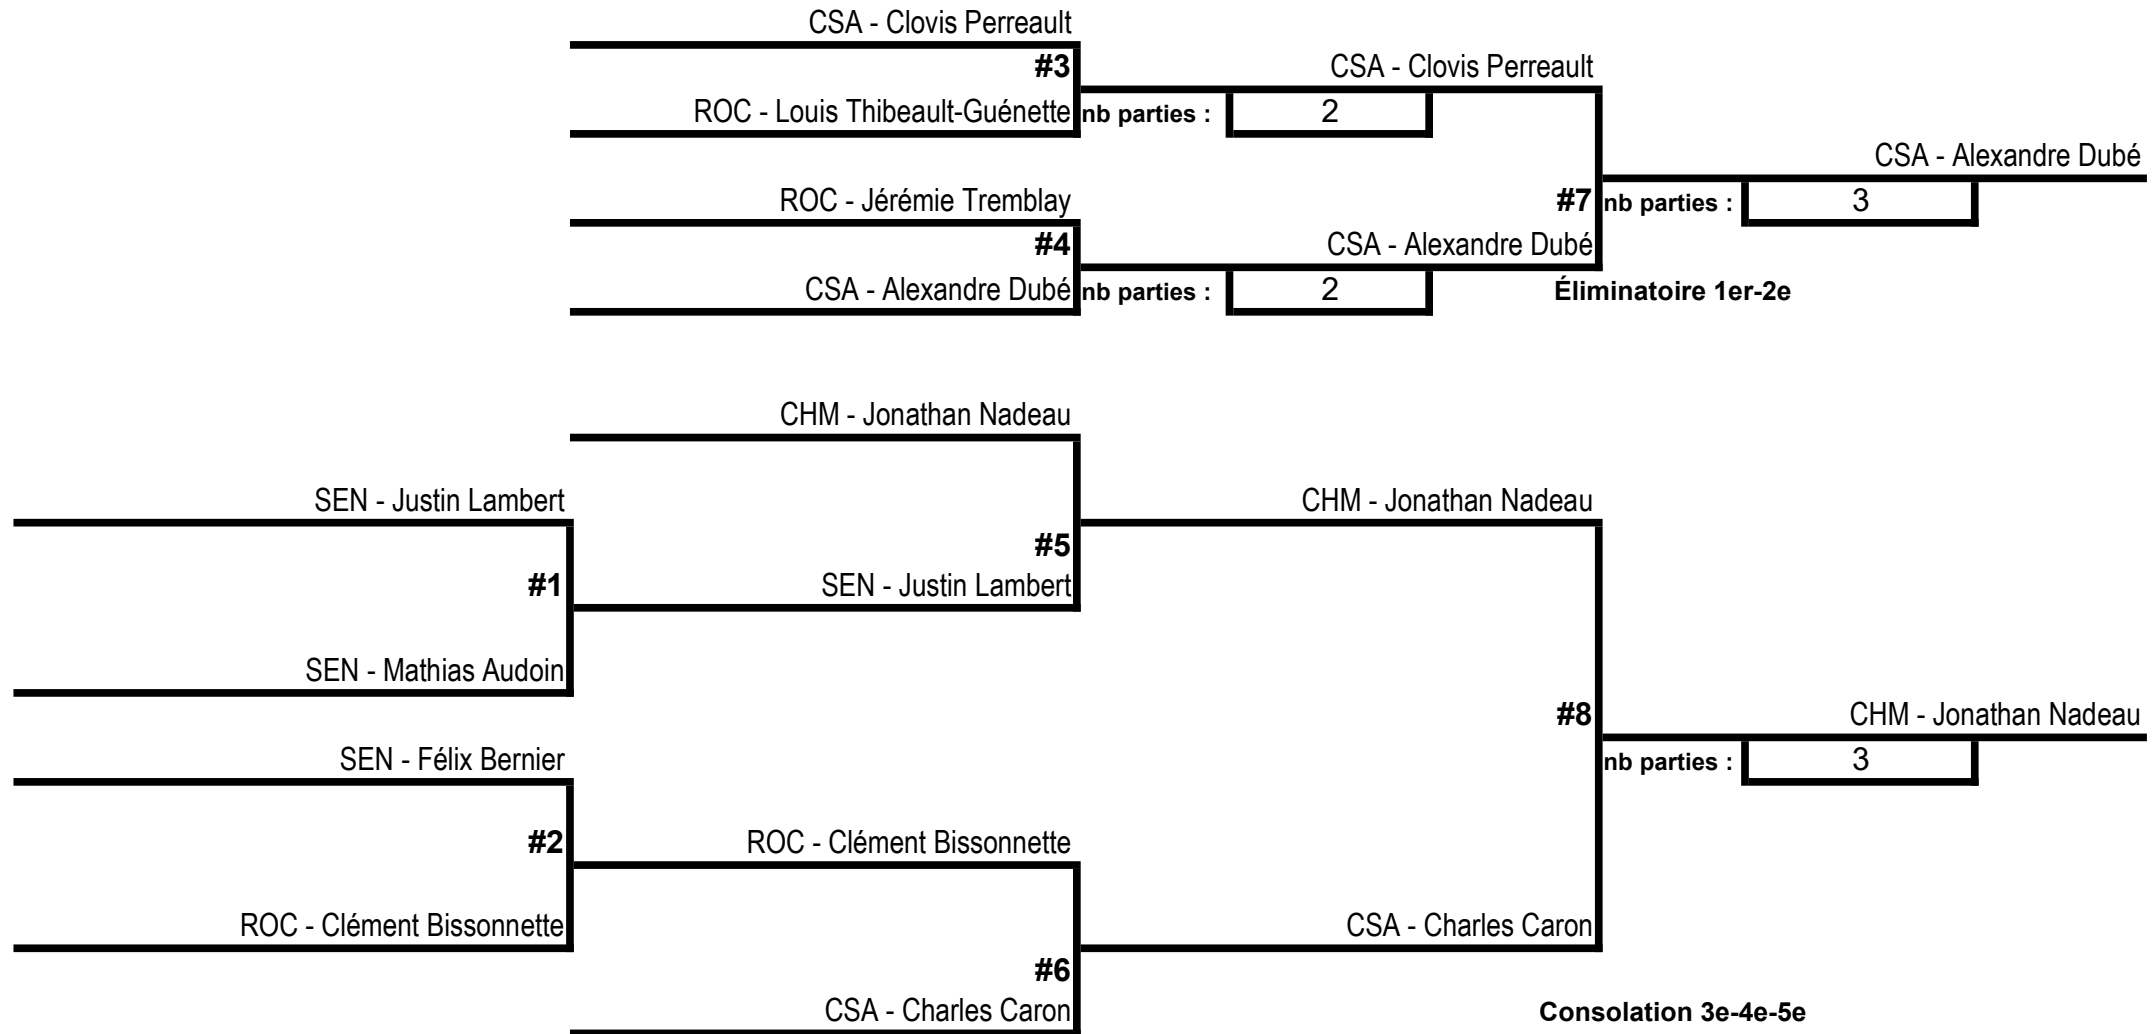 CSA - Clovis Perreault
#3
CSA - Clovis Perreault
ROC - Louis Thibeault-Guénette
nb parties :
2
CSA - Alexandre Dubé
ROC - Jérémie Tremblay
#7
nb parties :
3
#4
CSA - Alexandre Dubé
CSA - Alexandre Dubé
nb parties :
2
Éliminatoire 1er-2e
CHM - Jonathan Nadeau
SEN - Justin Lambert
CHM - Jonathan Nadeau
#5
#1
SEN - Justin Lambert
SEN - Mathias Audoin
#8
CHM - Jonathan Nadeau
SEN - Félix Bernier
nb parties :
3
#2
ROC - Clément Bissonnette
ROC - Clément Bissonnette
CSA - Charles Caron
#6
CSA - Charles Caron
Consolation 3e-4e-5e